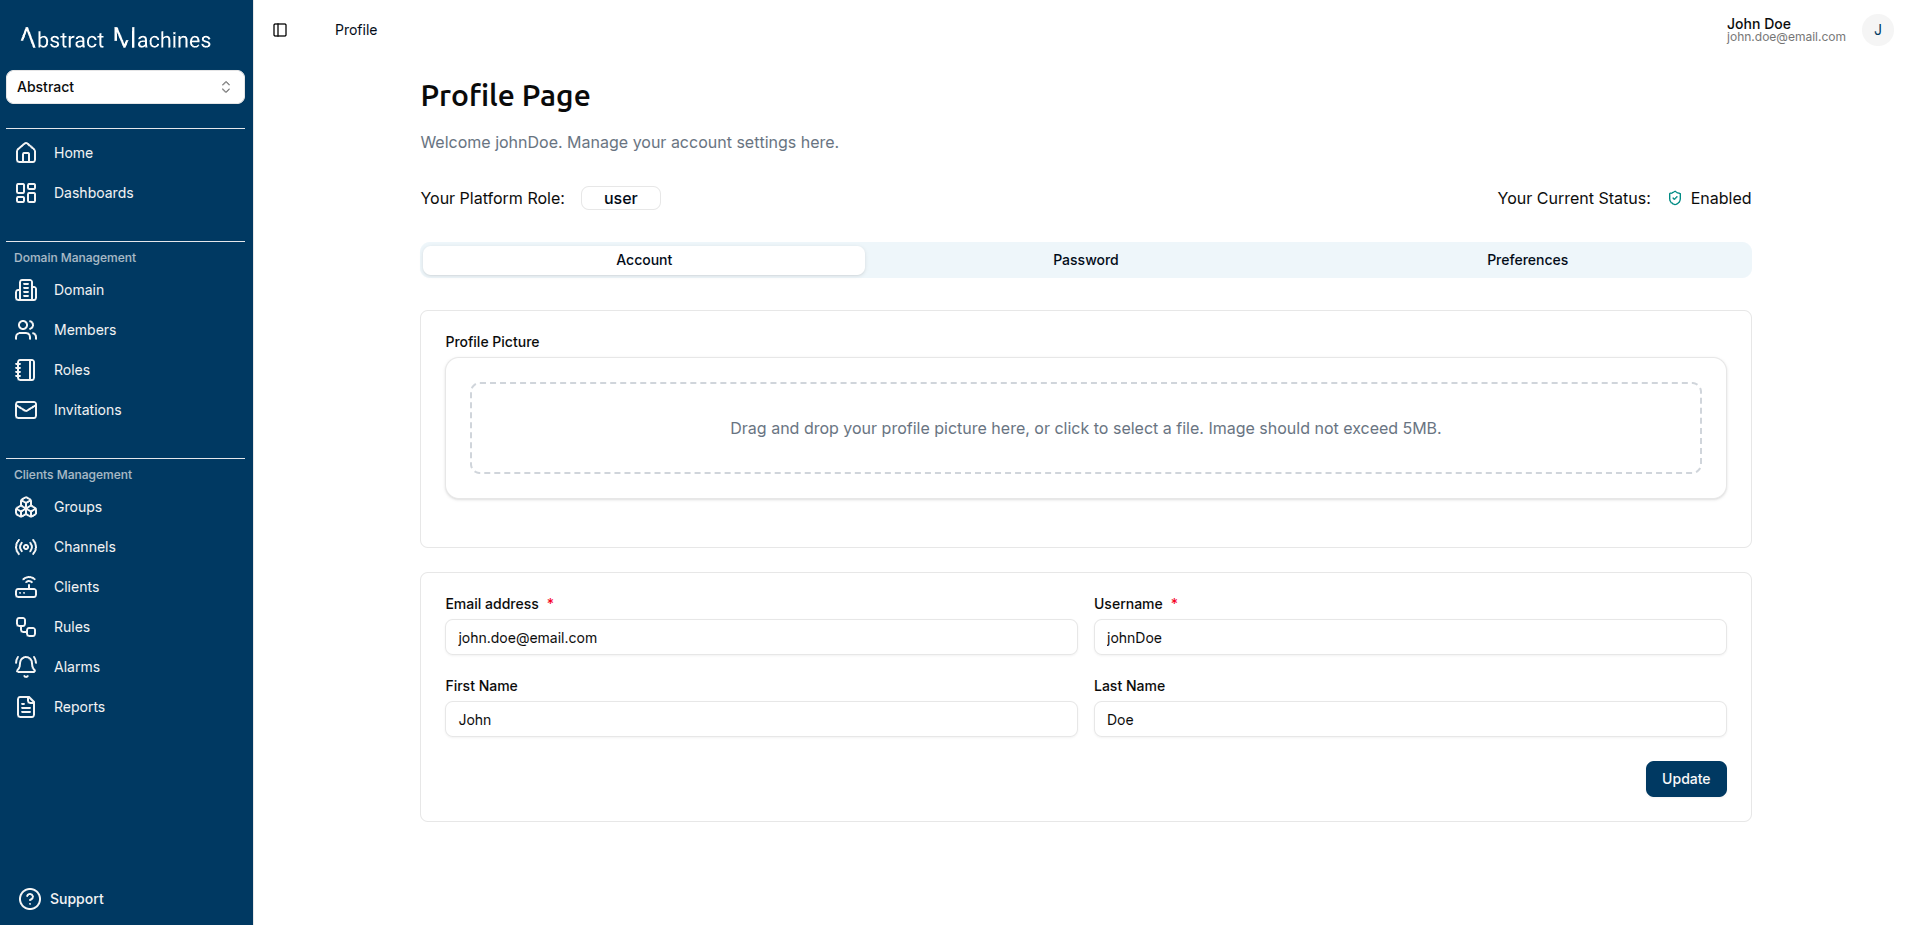 Abstract Machines
Abstract
Home
Dashboards
Domain Management
Domain
Members
Roles
Invitations
Clients Management
Groups
Channels
Clients
Rules
Alarms
Reports
Support
Profile
John Doe
john.doe@email.com
J
Profile Page
Welcome johnDoe. Manage your account settings here.
Your Platform Role: user
Your Current Status: Enabled
Account Password Preferences
Profile Picture
Drag and drop your profile picture here, or click to select a file. Image should not exceed 5MB.
Email address * Username *
john.doe@email.com johnDoe
First Name Last Name
John Doe
Update